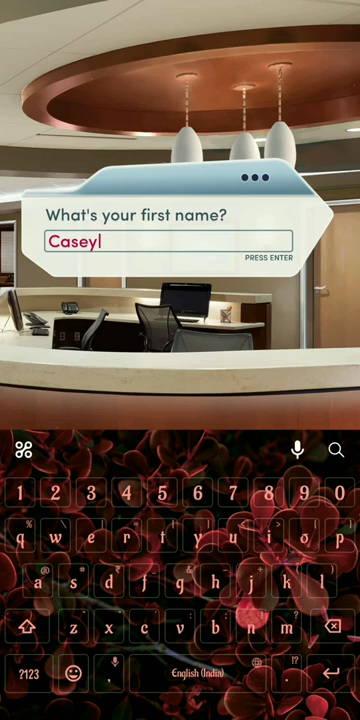 What's your first name?
Casey
PRESS ENTER
1 2 3 4 5 6 7 8 9 0
q w e r t y u i o p
a s d f g h j k l
z x c v b n m
?123 , English (India) .